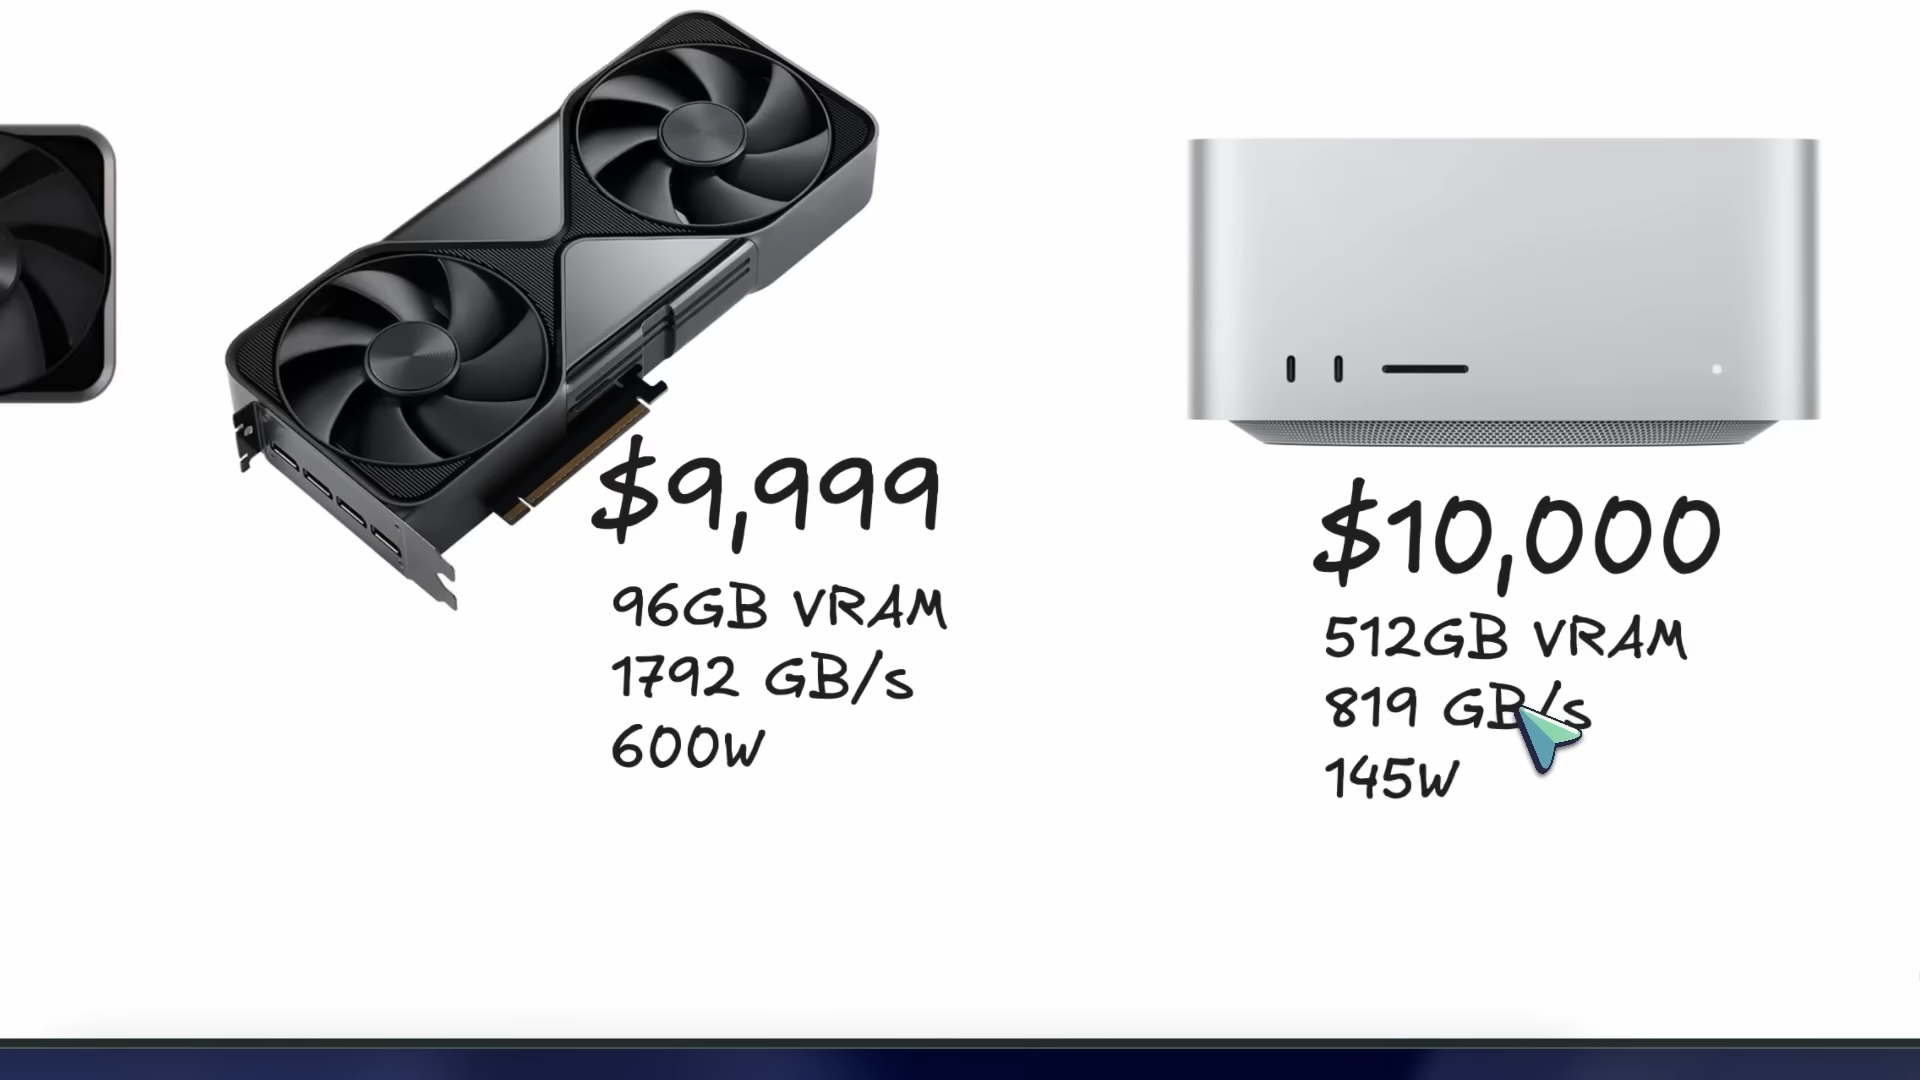 $9,999
96GB VRAM
1792 GB/s
600W
$10,000
512GB VRAM
819 GB/s
145W